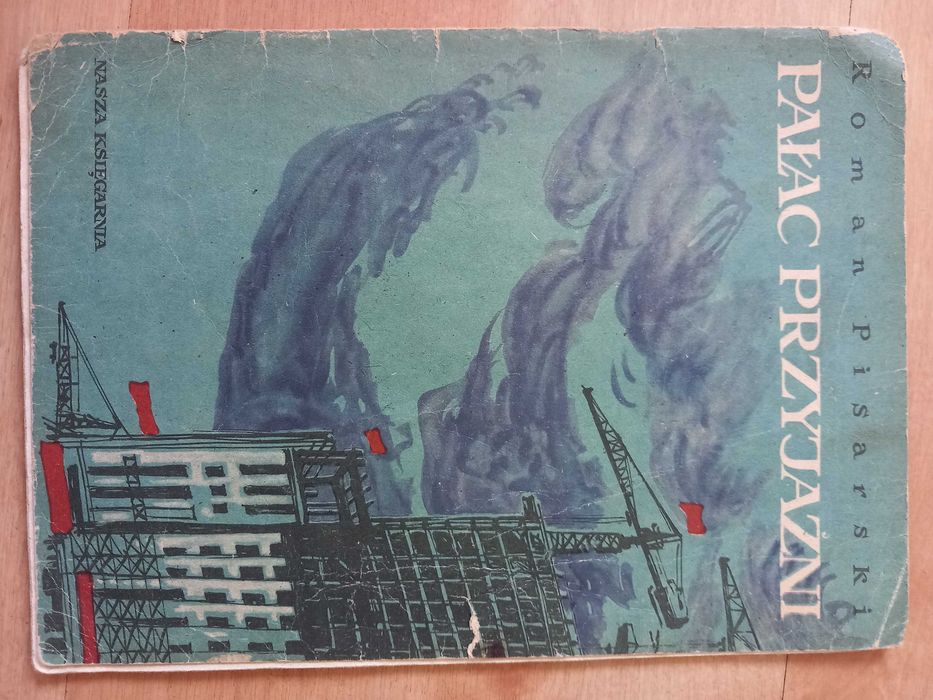 Roman Pisarski
PAŁAC PRZYJAŹNI
NASZA KSIĘGARNIA